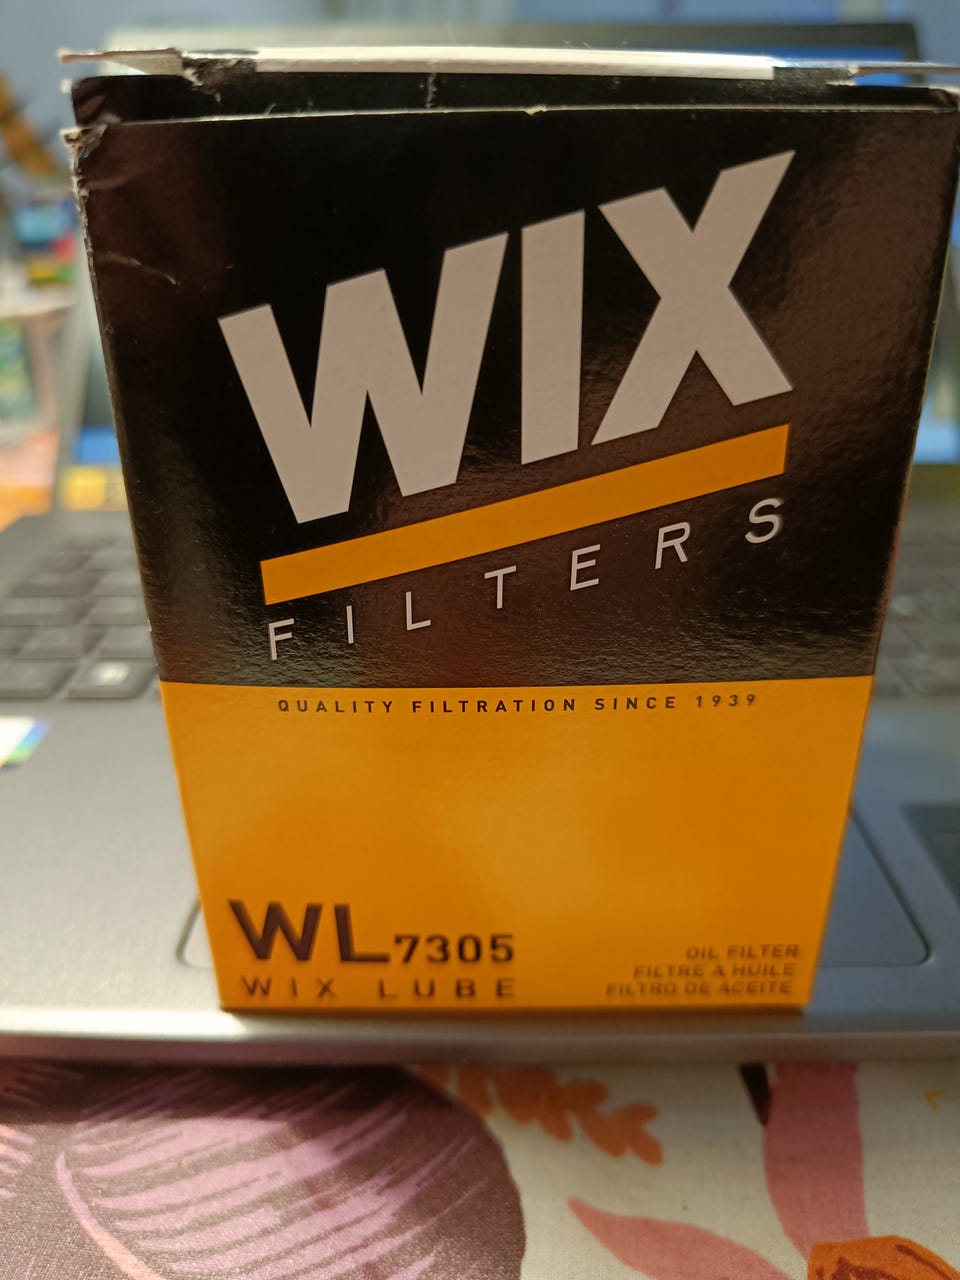 WIX
FILTERS
QUALITY FILTRATION SINCE 1939
WL7305
WIX LUBE
OIL FILTER
FILTRE A HUILE
FILTRO DE ACEITE